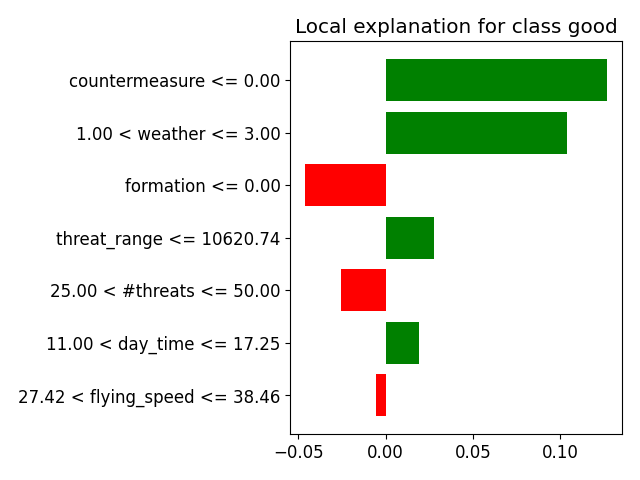 Local explanation for class good
countermeasure <= 0.00
1.00 < weather <= 3.00
formation <= 0.00
threat_range <= 10620.74
25.00 < #threats <= 50.00
11.00 < day_time <= 17.25
27.42 < flying_speed <= 38.46
−0.05 0.00 0.05 0.10